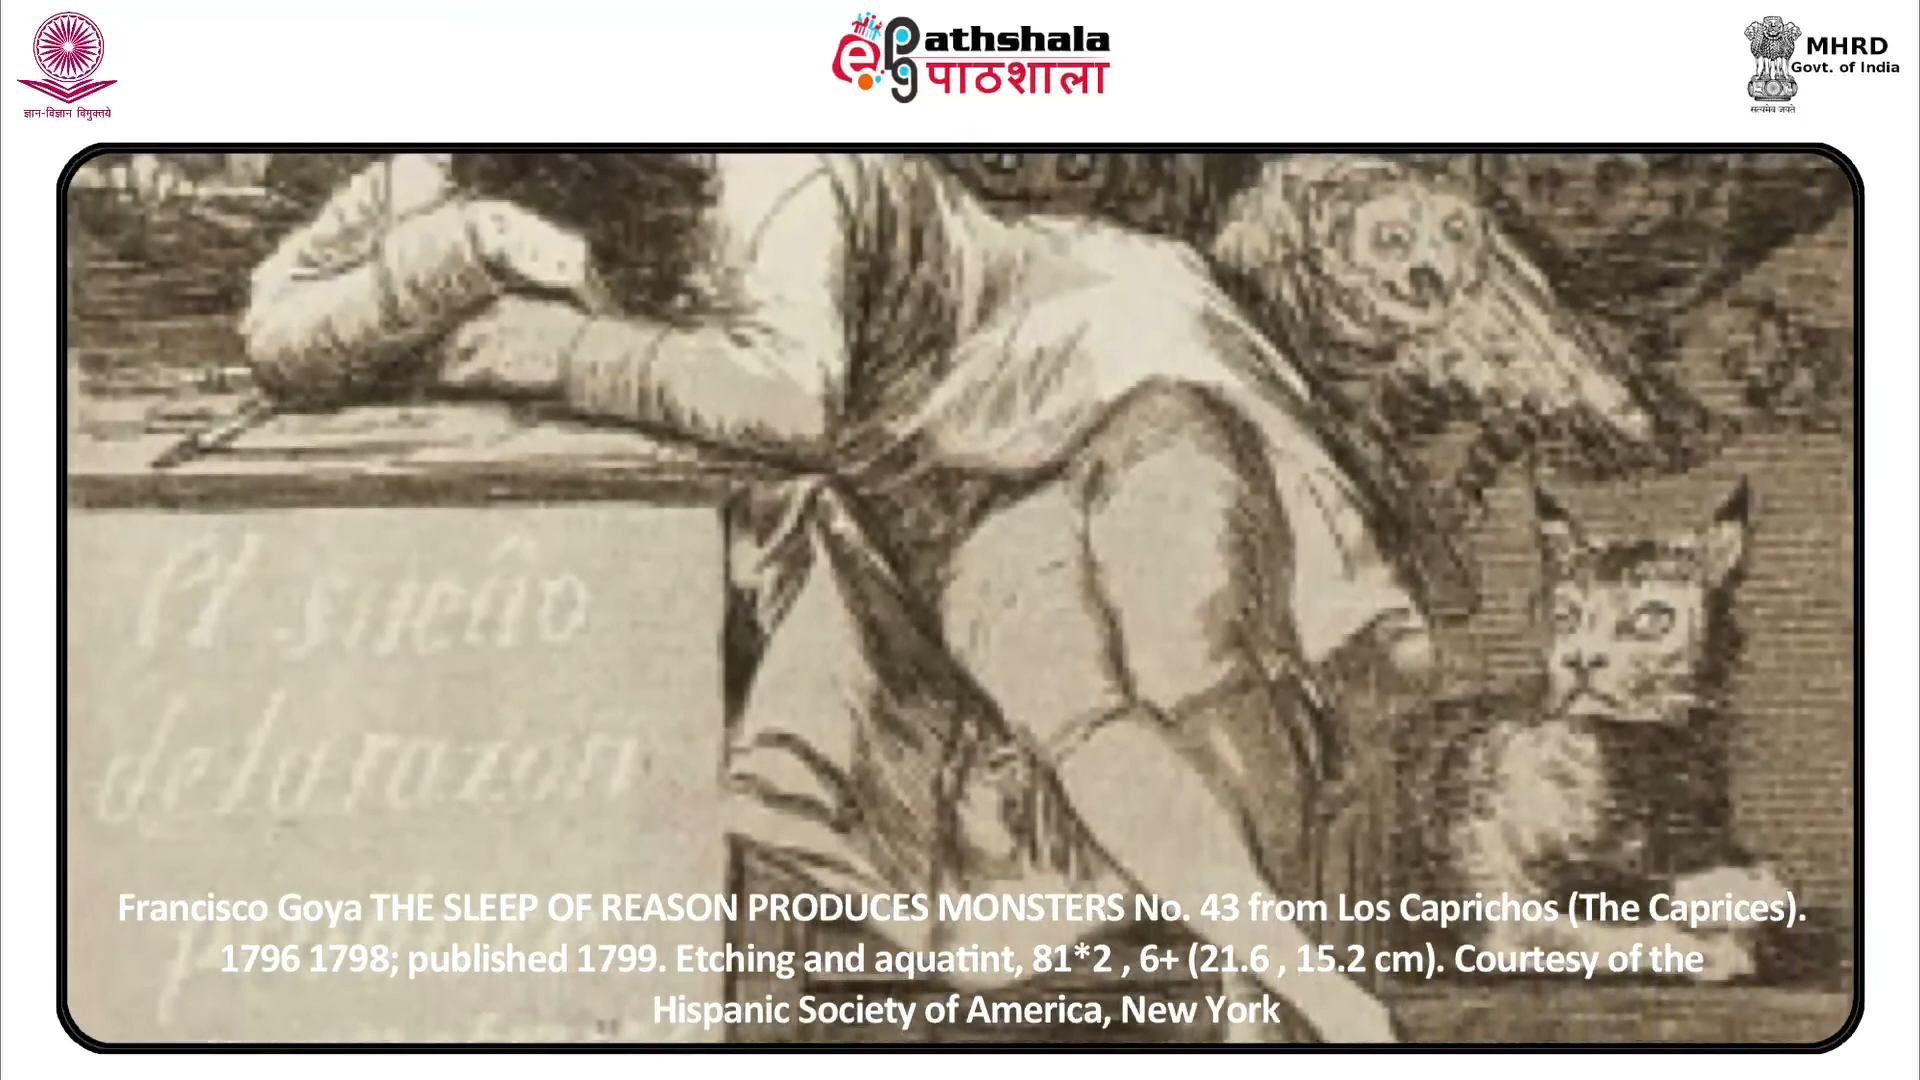 ज्ञान-विज्ञान विमुक्तये
ePg Pathshala
पाठशाला
MHRD
Govt. of India
सत्यमेव जयते
El sueño
de la razon
Francisco Goya THE SLEEP OF REASON PRODUCES MONSTERS No. 43 from Los Caprichos (The Caprices).
1796 1798; published 1799. Etching and aquatint, 81*2 , 6+ (21.6 , 15.2 cm). Courtesy of the
Hispanic Society of America, New York